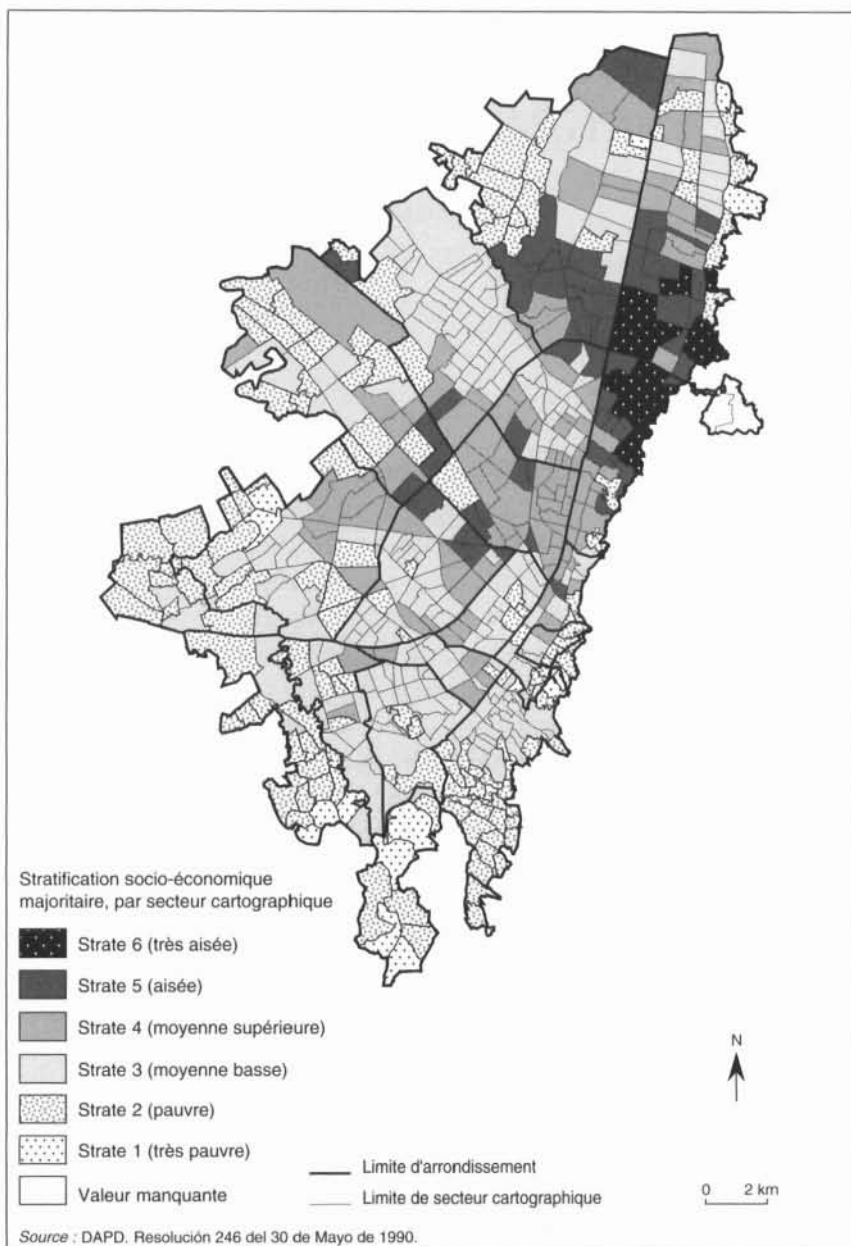 Stratification socio-économique
majoritaire, par secteur cartographique
Strate 6 (très aisée)
Strate 5 (aisée)
Strate 4 (moyenne supérieure)
Strate 3 (moyenne basse)
Strate 2 (pauvre)
Strate 1 (très pauvre)
Valeur manquante
Limite d'arrondissement
Limite de secteur cartographique
N
0 2 km
Source : DAPD. Resolución 246 del 30 de Mayo de 1990.